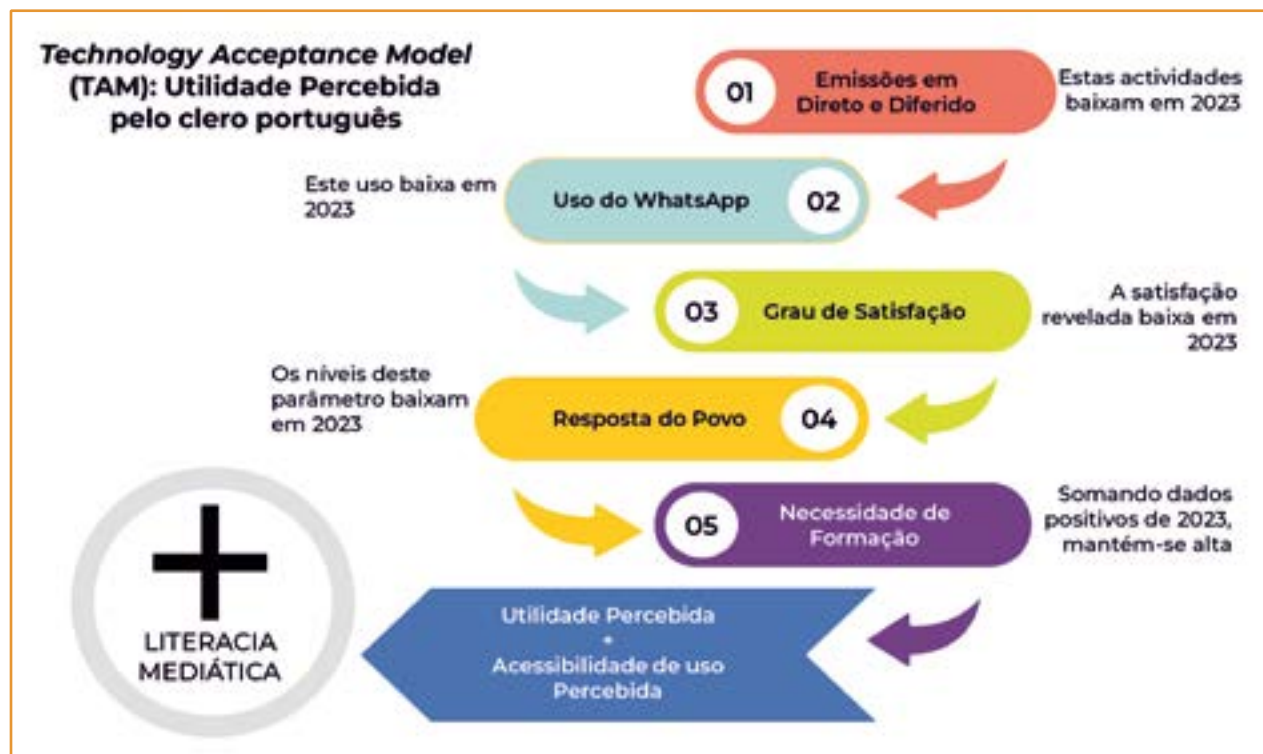 Technology Acceptance Model
(TAM): Utilidade Percebida
pelo clero português
01
Emissões em
Direto e Diferido
Estas actividades
baixam em 2023
Este uso baixa em
2023
Uso do WhatsApp
02
03
Grau de Satisfação
A satisfação
revelada baixa em
2023
Os níveis deste
parâmetro baixam
em 2023
Resposta do Povo
04
05
Necessidade de
Formação
Somando dados
positivos de 2023,
mantém-se alta
Utilidade Percebida
+
Acessibilidade de uso
Percebida
+
LITERACIA
MEDIÁTICA